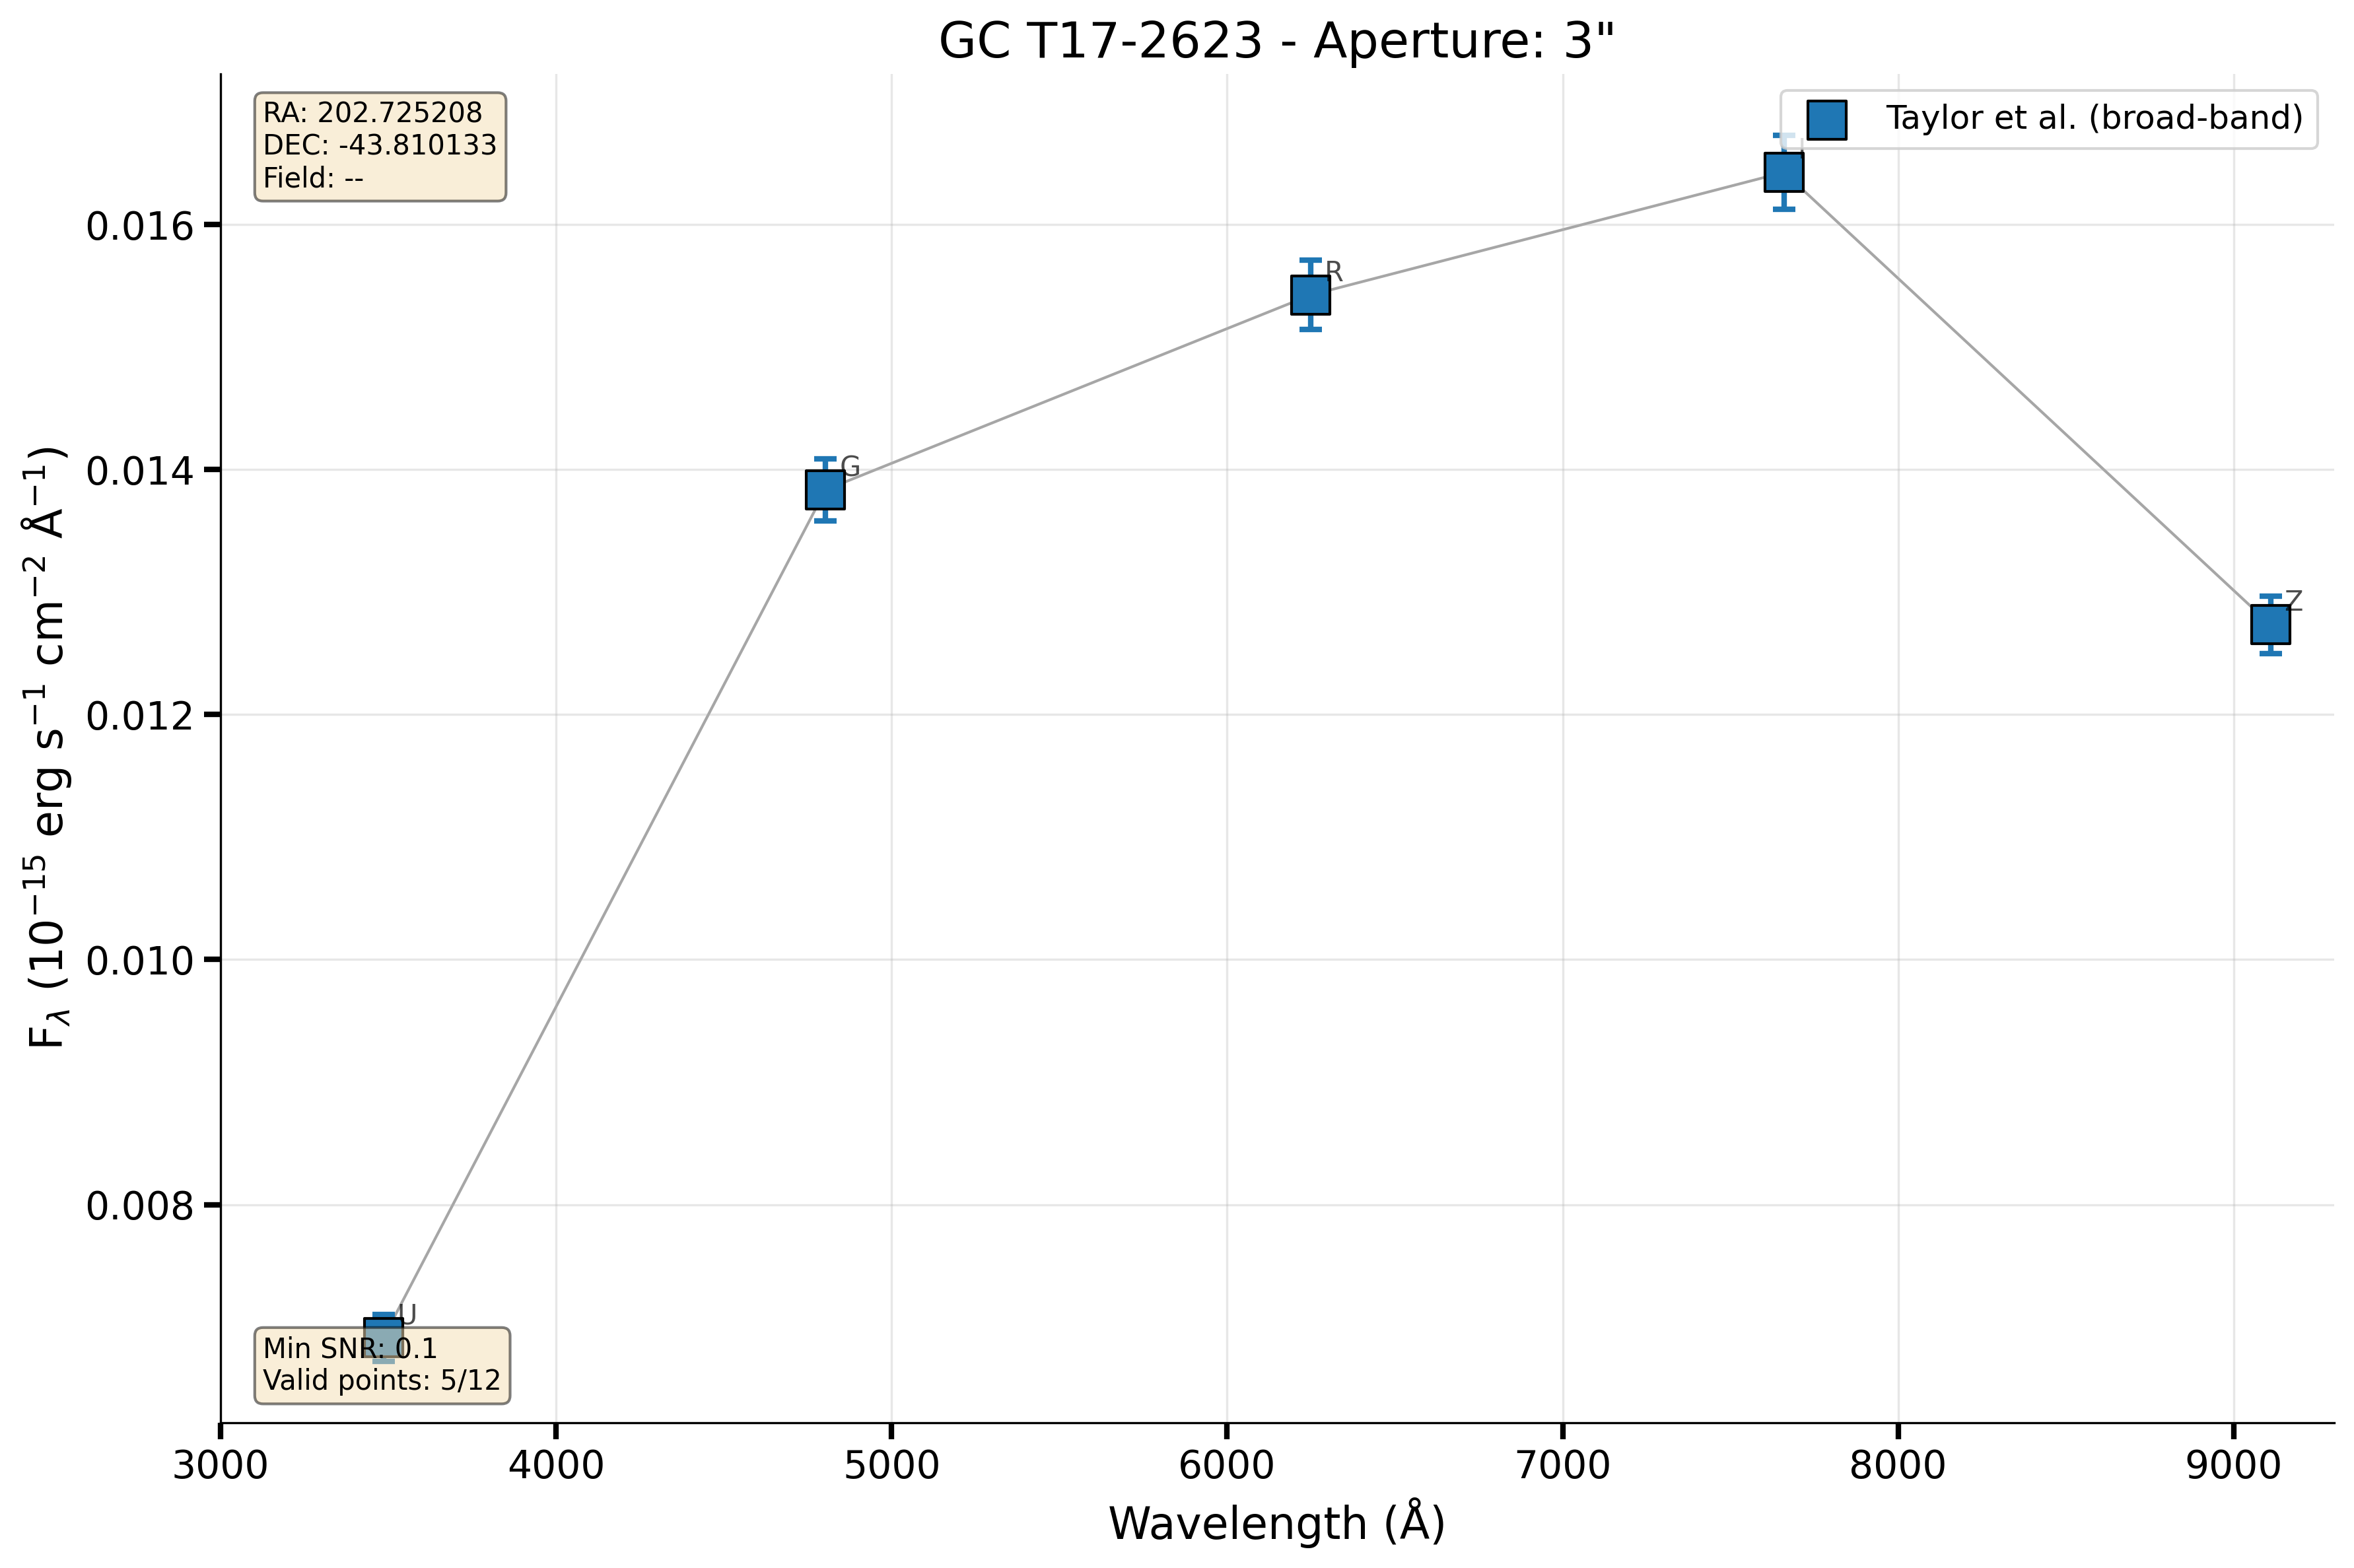 GC T17-2623 - Aperture: 3"
RA: 202.725208
DEC: -43.810133
Field: --
Taylor et al. (broad-band)
R
G
Z
U
Min SNR: 0.1
Valid points: 5/12
0.016
0.014
0.012
0.010
0.008
F_λ (10⁻¹⁵ erg s⁻¹ cm⁻² Å⁻¹)
3000 4000 5000 6000 7000 8000 9000
Wavelength (Å)